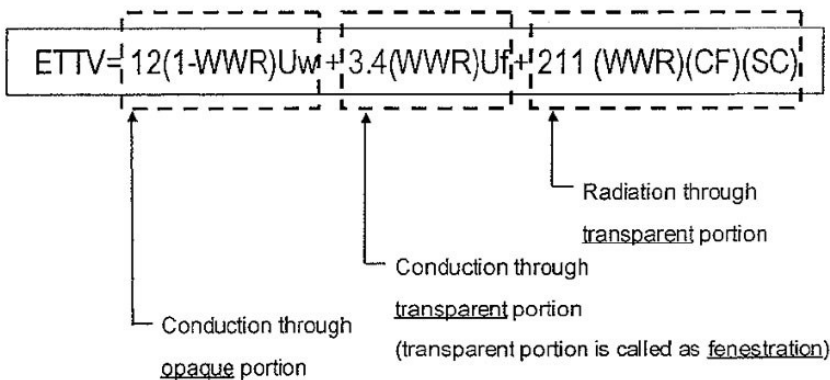 ETTV= 12(1-WWR)Uw + 3.4(WWR)Uf + 211 (WWR)(CF)(SC)
Radiation through
transparent portion
Conduction through
transparent portion
(transparent portion is called as fenestration)
Conduction through
opaque portion